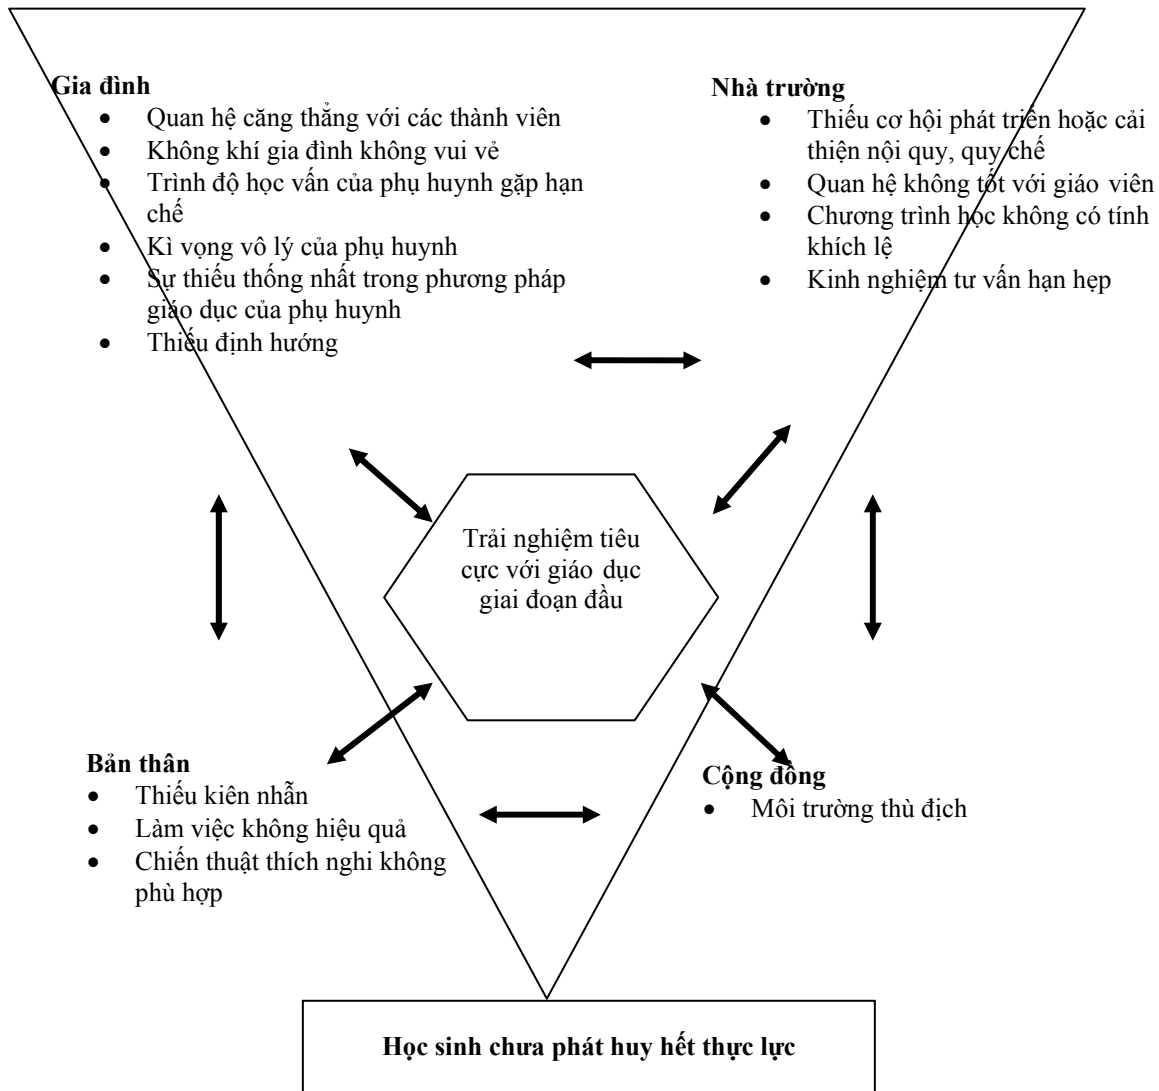 Gia đình
• Quan hệ căng thẳng với các thành viên
• Không khí gia đình không vui vẻ
• Trình độ học vấn của phụ huynh gặp hạn
chế
• Kì vọng vô lý của phụ huynh
• Sự thiếu thống nhất trong phương pháp
giáo dục của phụ huynh
• Thiếu định hướng
Nhà trường
• Thiếu cơ hội phát triển hoặc cải
thiện nội quy, quy chế
• Quan hệ không tốt với giáo viên
• Chương trình học không có tính
khích lệ
• Kinh nghiệm tư vấn hạn hẹp
Trải nghiệm tiêu
cực với giáo dục
giai đoạn đầu
Bản thân
• Thiếu kiên nhẫn
• Làm việc không hiệu quả
• Chiến thuật thích nghi không
phù hợp
Cộng đồng
• Môi trường thù địch
Học sinh chưa phát huy hết thực lực